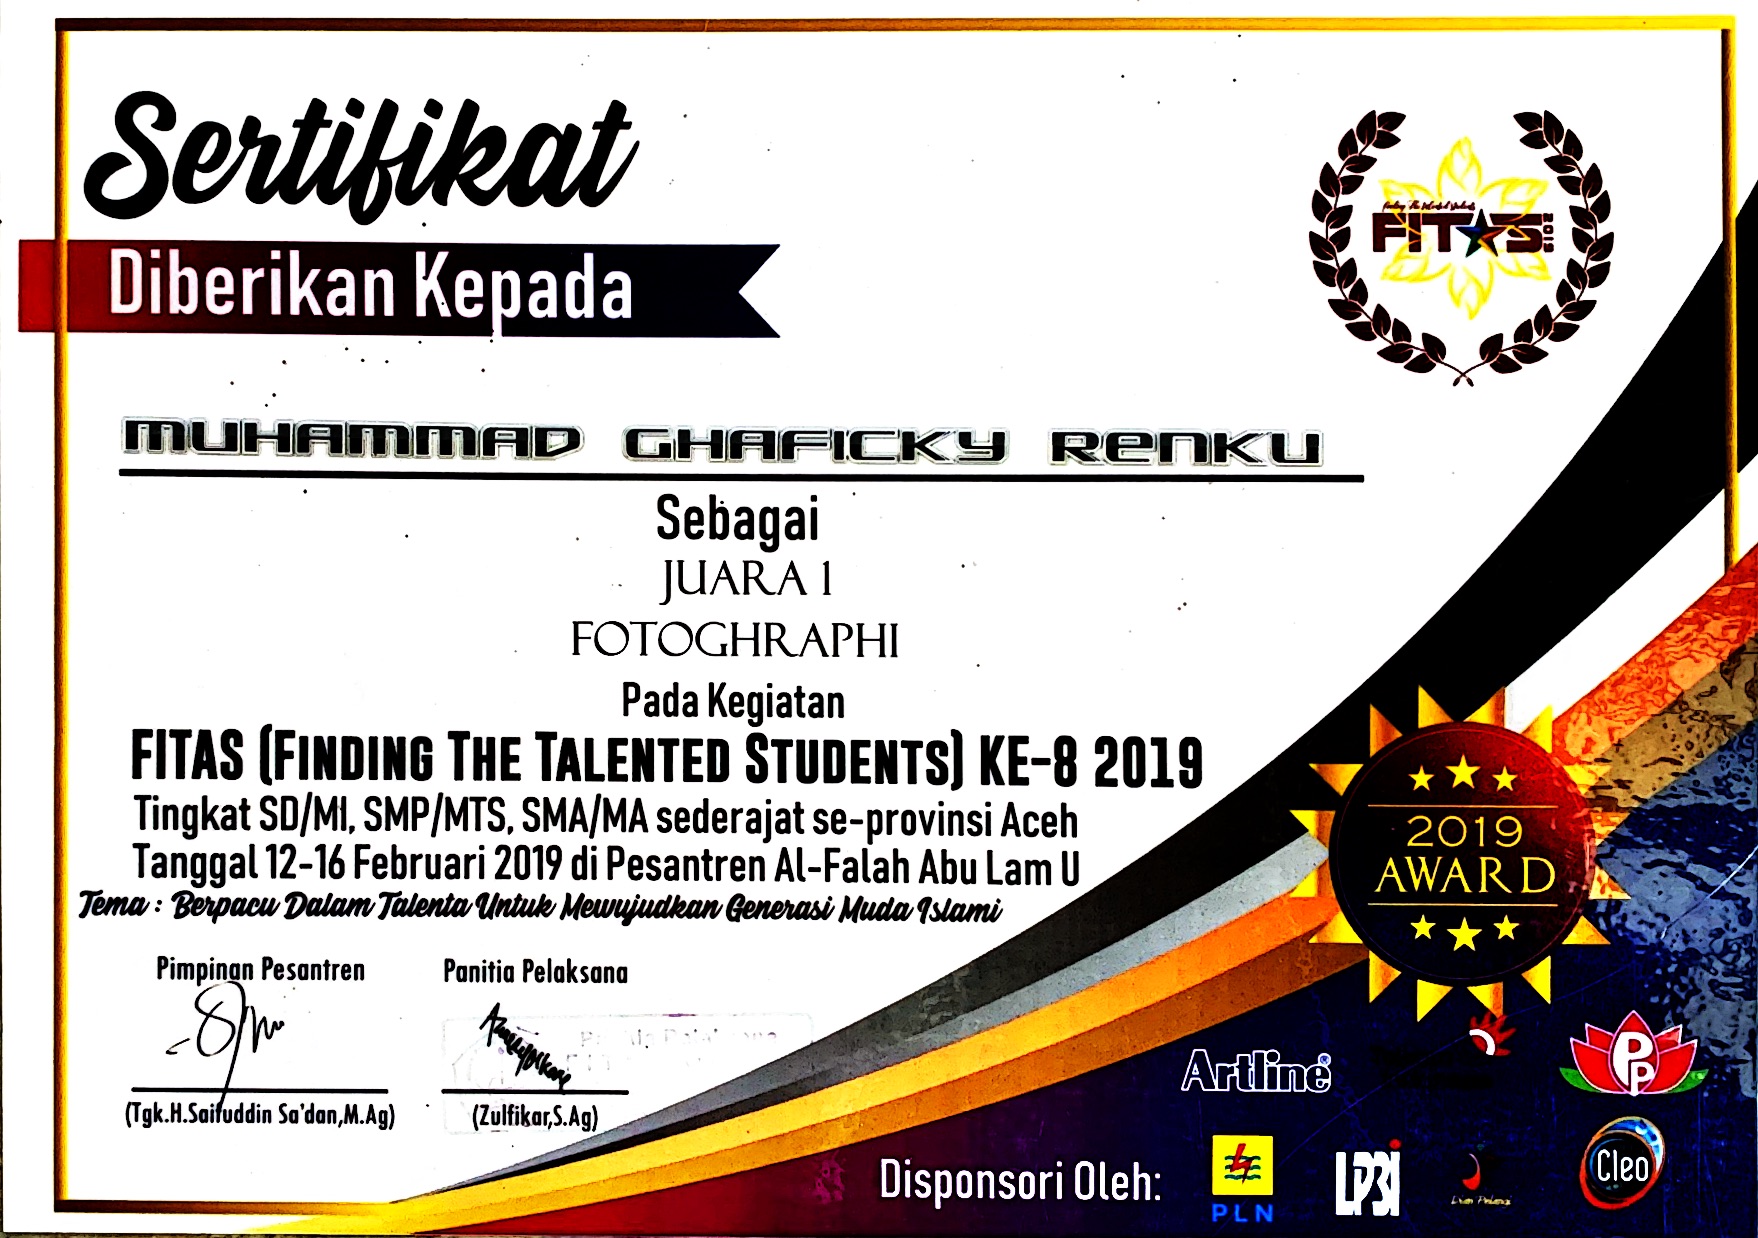 Sertifikat
Diberikan Kepada
FITAS 2019
MUHAMMAD GHAFICKY RENKU
Sebagai
JUARA 1
FOTOGHRAPHI
Pada Kegiatan
FITAS (FINDING THE TALENTED STUDENTS) KE-8 2019
Tingkat SD/MI, SMP/MTS, SMA/MA sederajat se-provinsi Aceh
Tanggal 12-16 Februari 2019 di Pesantren Al-Falah Abu Lam U
Tema : Berpacu Dalam Talenta Untuk Mewujudkan Generasi Muda Islami
2019
AWARD
Pimpinan Pesantren
Panitia Pelaksana
(Tgk.H.Saifuddin Sa'dan,M.Ag)
(Zulfikar,S.Ag)
Disponsori Oleh:
Artline®
PP
PLN
LP3I
Cleo